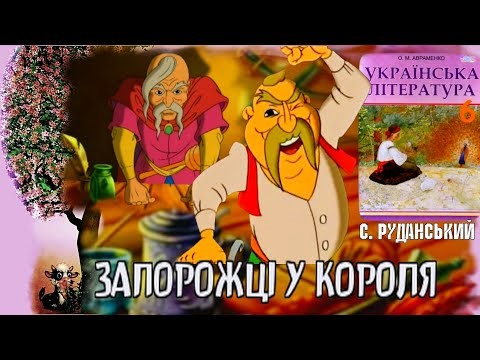 О. М. АВРАМЕНКО
УКРАЇНСЬКА
ЛІТЕРАТУРА
6
С. РУДАНСЬКИЙ
ЗАПОРОЖЦІ У КОРОЛЯ